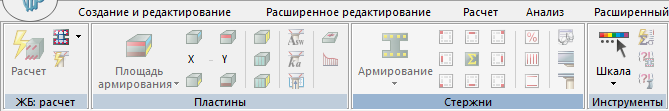 Создание и редактирование Расширенное редактирование Расчет Анализ Расширенный
Расчет Площадь армирования X - Y Армирование Σ Шкала
ЖБ: расчет Пластины Стержни Инструменты